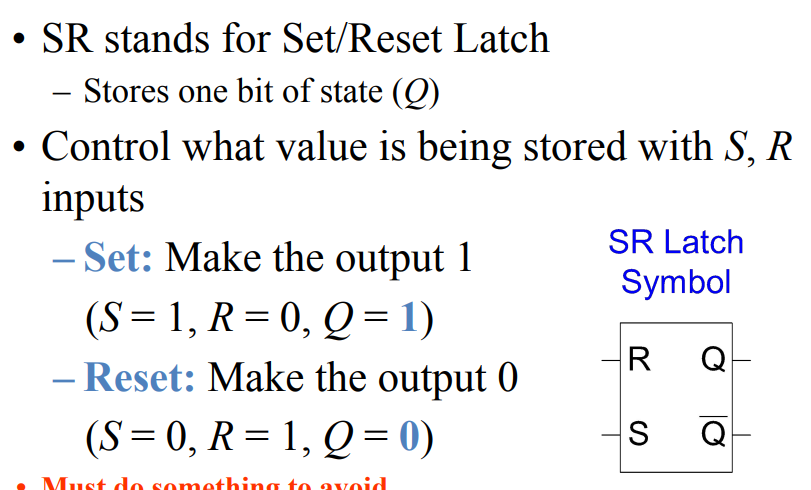 • SR stands for Set/Reset Latch
– Stores one bit of state (Q)
• Control what value is being stored with S, R
inputs
– Set: Make the output 1
(S = 1, R = 0, Q = 1)
– Reset: Make the output 0
(S = 0, R = 1, Q = 0)
• Must do something to avoid
SR Latch
Symbol
R Q
S Q̅